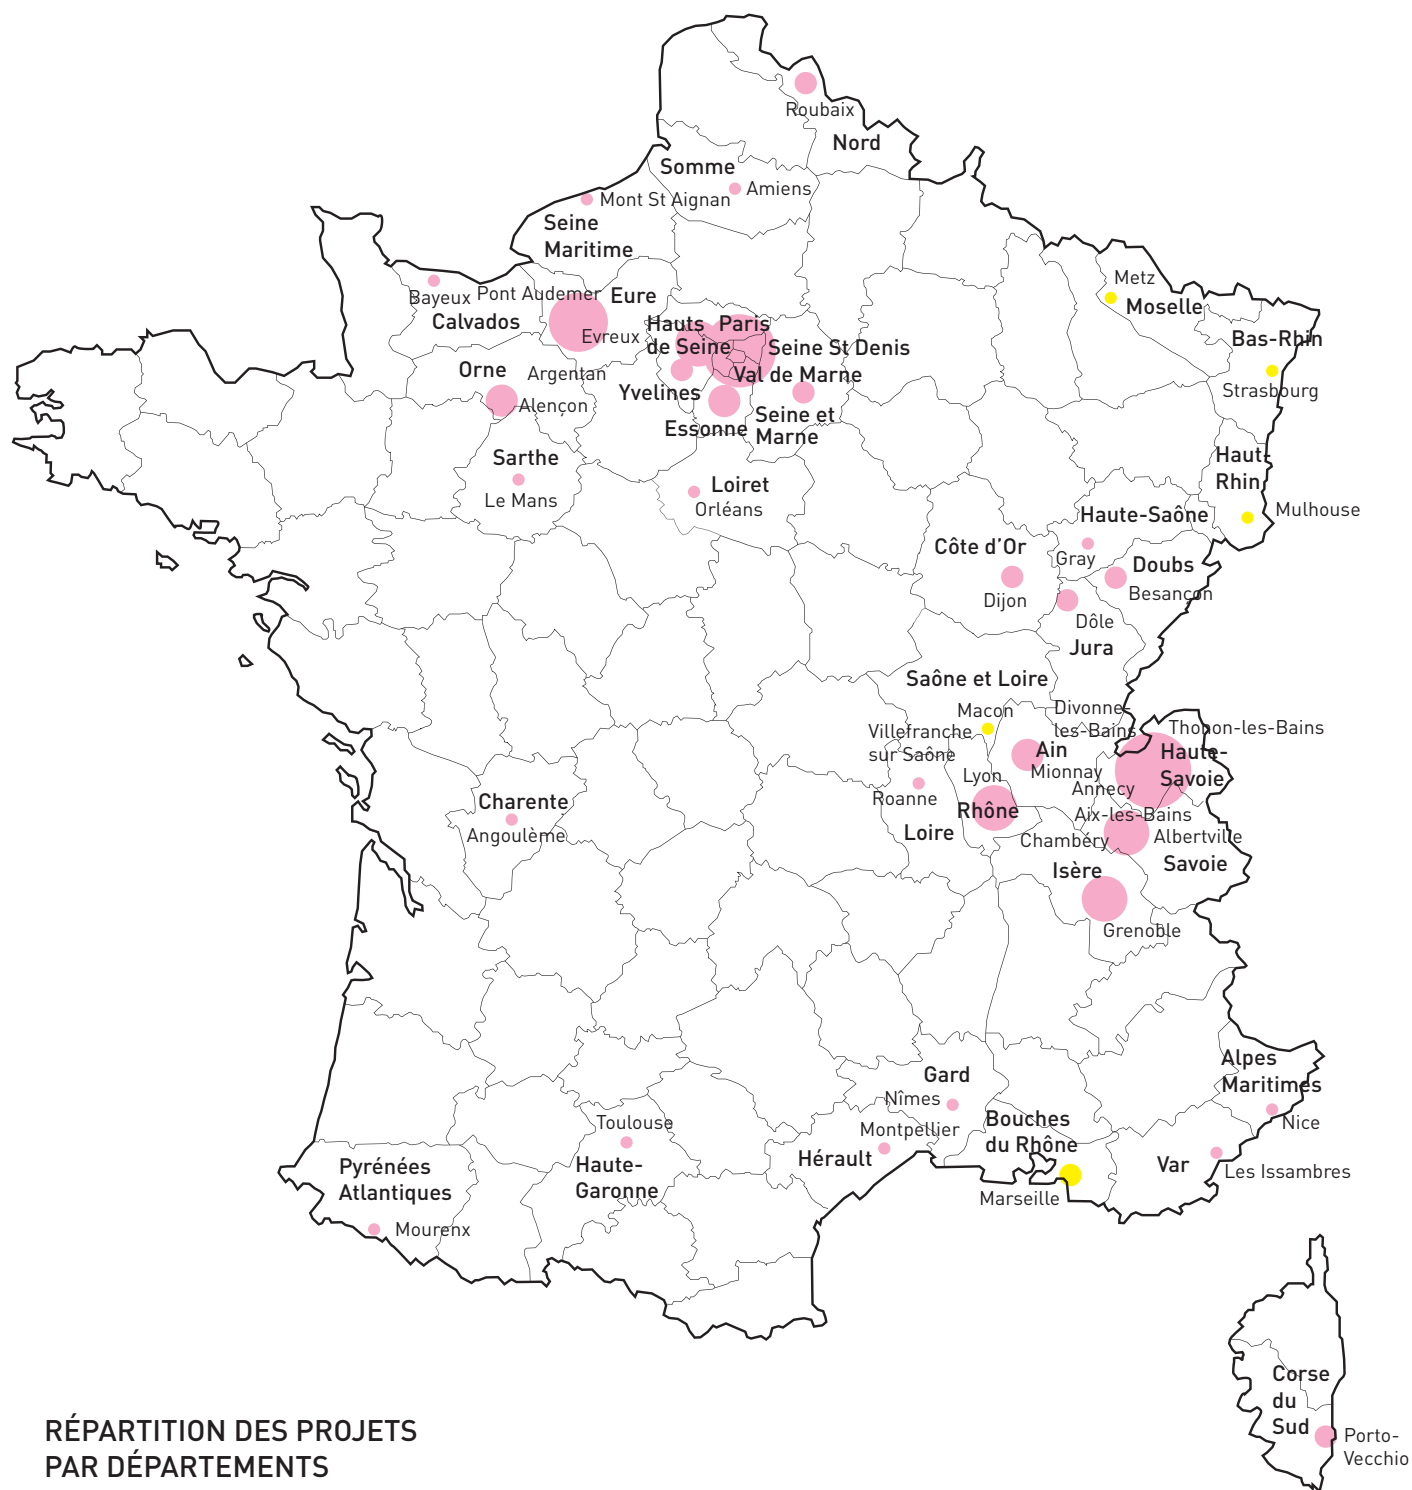 Roubaix
Nord
Somme
Amiens
Mont St Aignan
Seine
Maritime
Metz
Moselle
Bayeux
Pont Audemer
Eure
Calvados
Evreux
Hauts
de Seine
Paris
Seine St Denis
Val de Marne
Bas-Rhin
Strasbourg
Orne
Argentan
Alençon
Yvelines
Essonne
Seine et
Marne
Sarthe
Le Mans
Loiret
Orléans
Haut-
Rhin
Mulhouse
Haute-Saône
Gray
Côte d'Or
Dijon
Doubs
Besançon
Dôle
Jura
Saône et Loire
Macon
Divonne-
les-Bains
Villefranche
sur Saône
Thonon-les-Bains
Haute-
Savoie
Ain
Mionnay
Annecy
Lyon
Rhône
Roanne
Loire
Aix-les-Bains
Chambéry
Albertville
Savoie
Charente
Angoulème
Isère
Grenoble
Alpes
Maritimes
Nice
Gard
Nîmes
Bouches
du Rhône
Marseille
Montpellier
Hérault
Var
Les Issambres
Toulouse
Haute-
Garonne
Pyrénées
Atlantiques
Mourenx
Corse
du
Sud
Porto-
Vecchio
RÉPARTITION DES PROJETS
PAR DÉPARTEMENTS